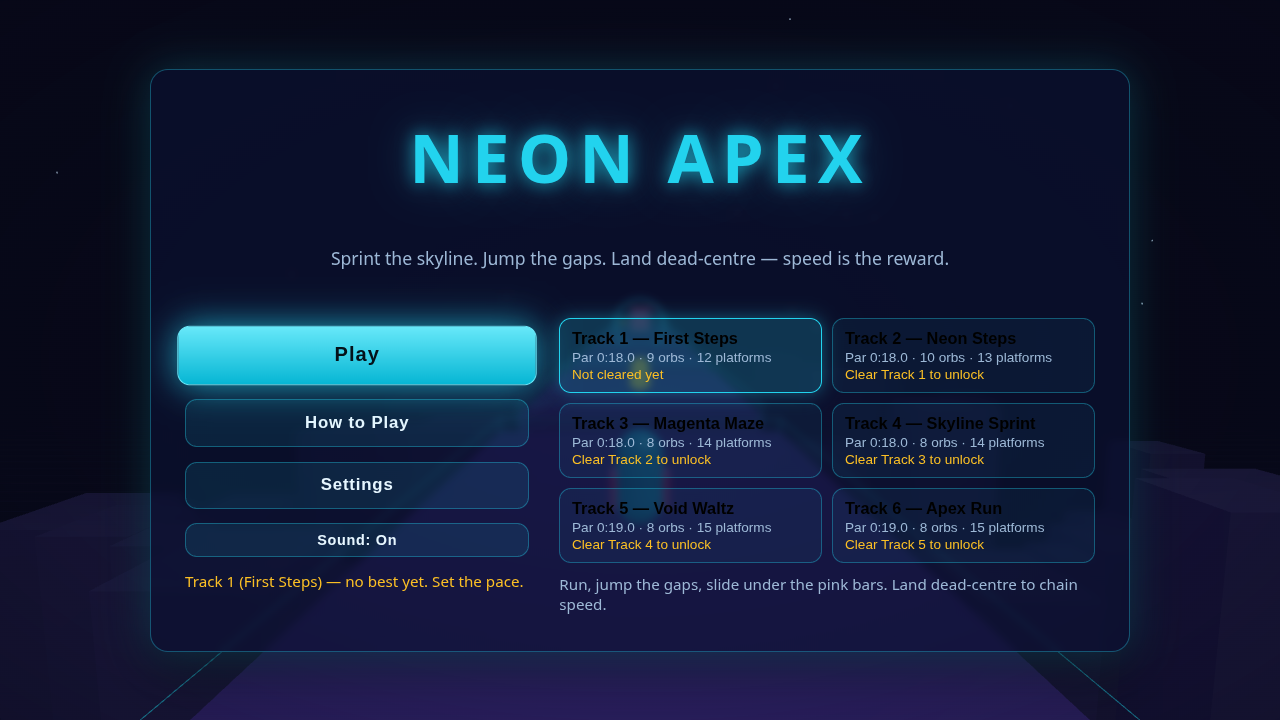 NEON APEX
Sprint the skyline. Jump the gaps. Land dead-centre — speed is the reward.
Play
How to Play
Settings
Sound: On
Track 1 (First Steps) — no best yet. Set the pace.
Track 1 — First Steps
Par 0:18.0 · 9 orbs · 12 platforms
Not cleared yet
Track 2 — Neon Steps
Par 0:18.0 · 10 orbs · 13 platforms
Clear Track 1 to unlock
Track 3 — Magenta Maze
Par 0:18.0 · 8 orbs · 14 platforms
Clear Track 2 to unlock
Track 4 — Skyline Sprint
Par 0:18.0 · 8 orbs · 14 platforms
Clear Track 3 to unlock
Track 5 — Void Waltz
Par 0:19.0 · 8 orbs · 15 platforms
Clear Track 4 to unlock
Track 6 — Apex Run
Par 0:19.0 · 8 orbs · 15 platforms
Clear Track 5 to unlock
Run, jump the gaps, slide under the pink bars. Land dead-centre to chain
speed.